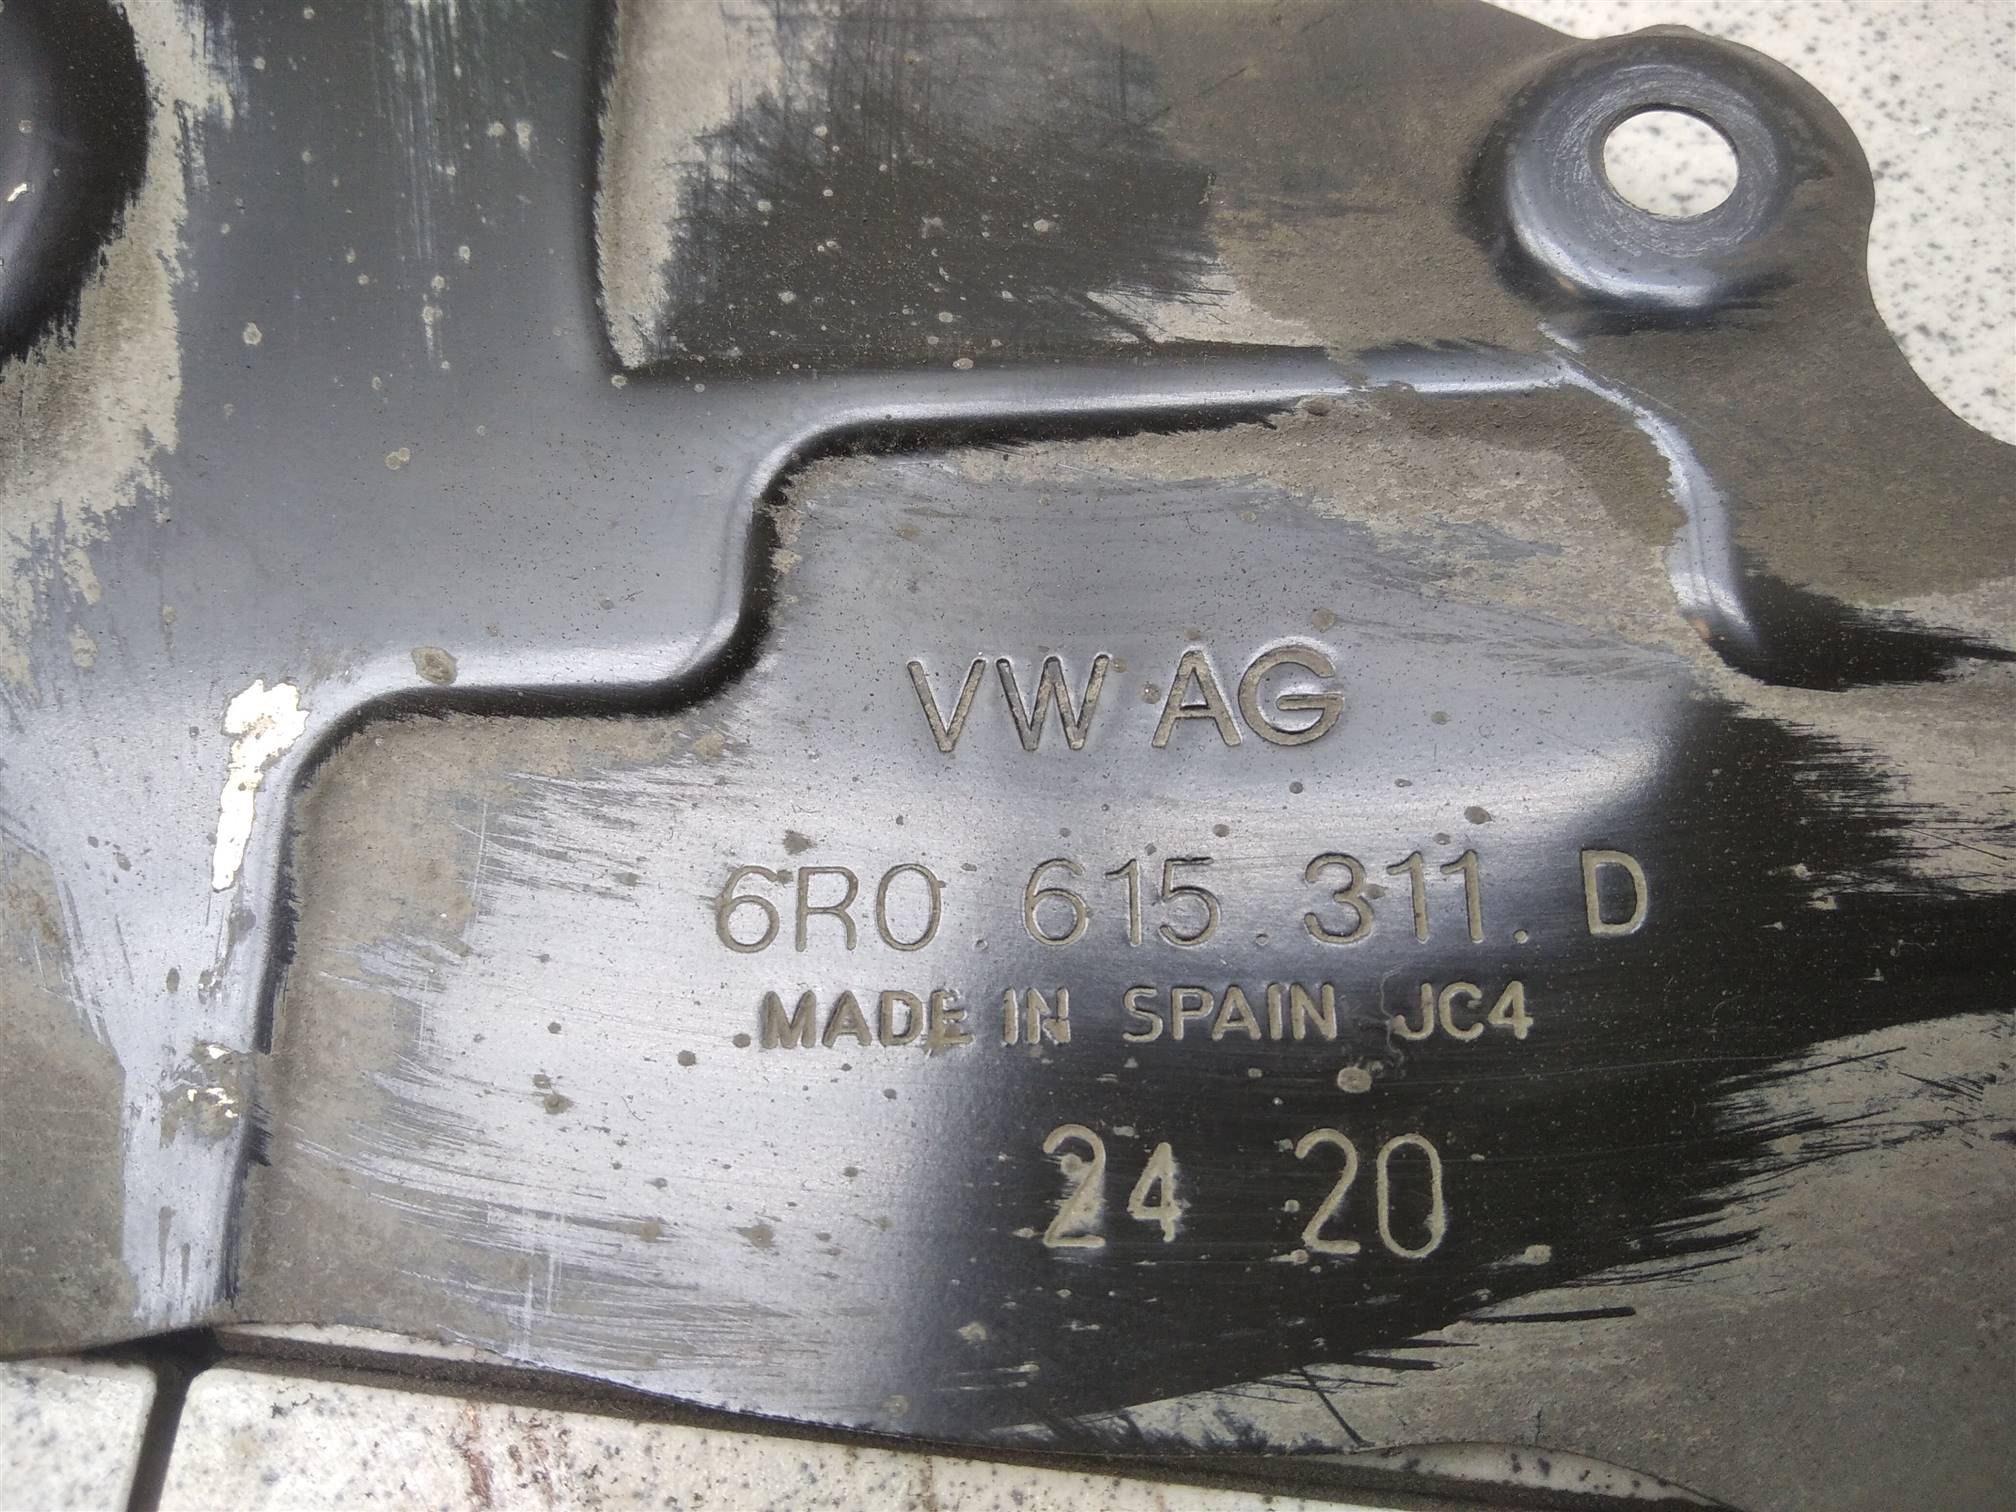 VW AG
6R0.615.311.D
MADE IN SPAIN JC4
24 20